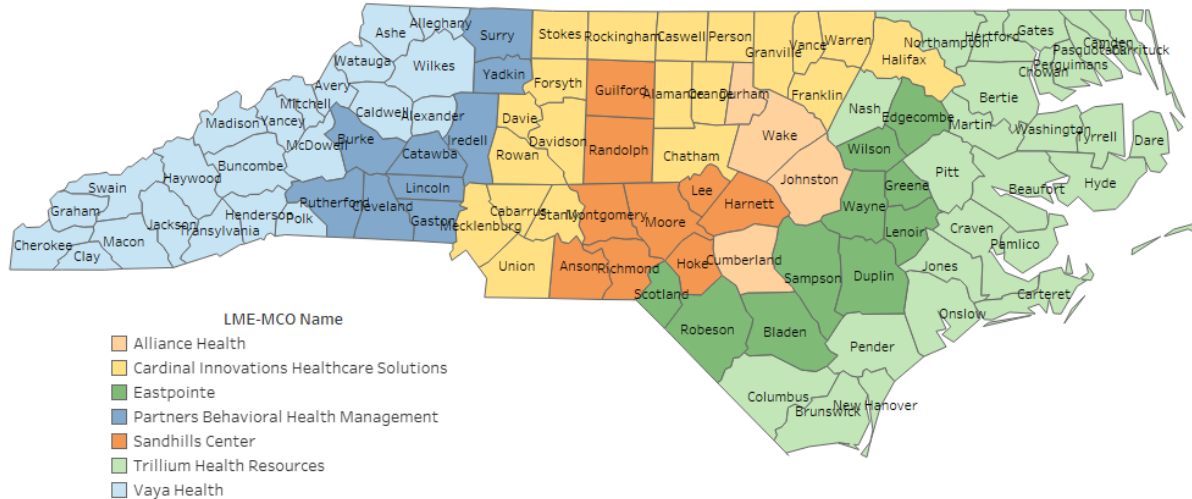 Alleghany
Ashe
Surry
Stokes
Rockingham
Caswell
Person
Granville
Vance
Warren
Northampton
Hertford
Gates
Camden
Currituck
Pasquotank
Perquimans
Chowan
Halifax
Watauga
Wilkes
Yadkin
Forsyth
Guilford
Alamance
Orange
Durham
Franklin
Nash
Edgecombe
Bertie
Martin
Washington
Tyrrell
Dare
Avery
Mitchell
Yancey
Madison
Caldwell
Alexander
Iredell
Davie
Davidson
Randolph
Chatham
Wake
Wilson
Pitt
Beaufort
Hyde
McDowell
Burke
Catawba
Rowan
Buncombe
Haywood
Swain
Graham
Cherokee
Clay
Macon
Jackson
Transylvania
Henderson
Polk
Rutherford
Cleveland
Lincoln
Gaston
Mecklenburg
Cabarrus
Stanly
Montgomery
Moore
Lee
Harnett
Johnston
Wayne
Greene
Lenoir
Craven
Pamlico
Jones
Carteret
Onslow
Union
Anson
Richmond
Hoke
Cumberland
Sampson
Duplin
Scotland
Robeson
Bladen
Pender
Columbus
Brunswick
New Hanover
LME-MCO Name
Alliance Health
Cardinal Innovations Healthcare Solutions
Eastpointe
Partners Behavioral Health Management
Sandhills Center
Trillium Health Resources
Vaya Health